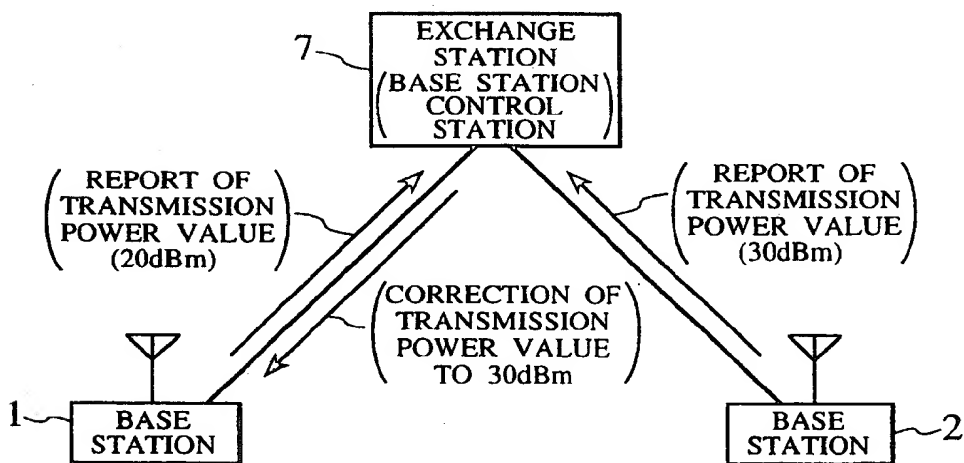 7
EXCHANGE
STATION
(BASE STATION
CONTROL
STATION)
(REPORT OF
TRANSMISSION
POWER VALUE
(20dBm))
(REPORT OF
TRANSMISSION
POWER VALUE
(30dBm))
(CORRECTION OF
TRANSMISSION
POWER VALUE
TO 30dBm)
1
BASE
STATION
BASE
STATION
2